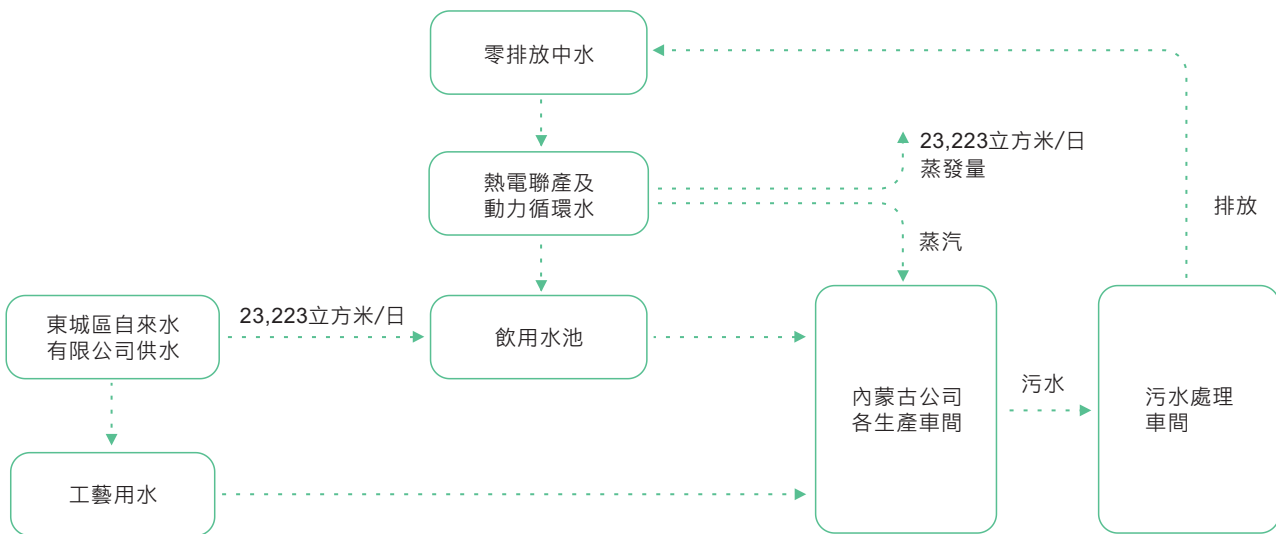 零排放中水
23,223立方米/日
蒸發量
熱電聯產及
動力循環水
排放
蒸汽
23,223立方米/日
東城區自來水
有限公司供水
飲用水池
污水
內蒙古公司
各生產車間
污水處理
車間
工藝用水